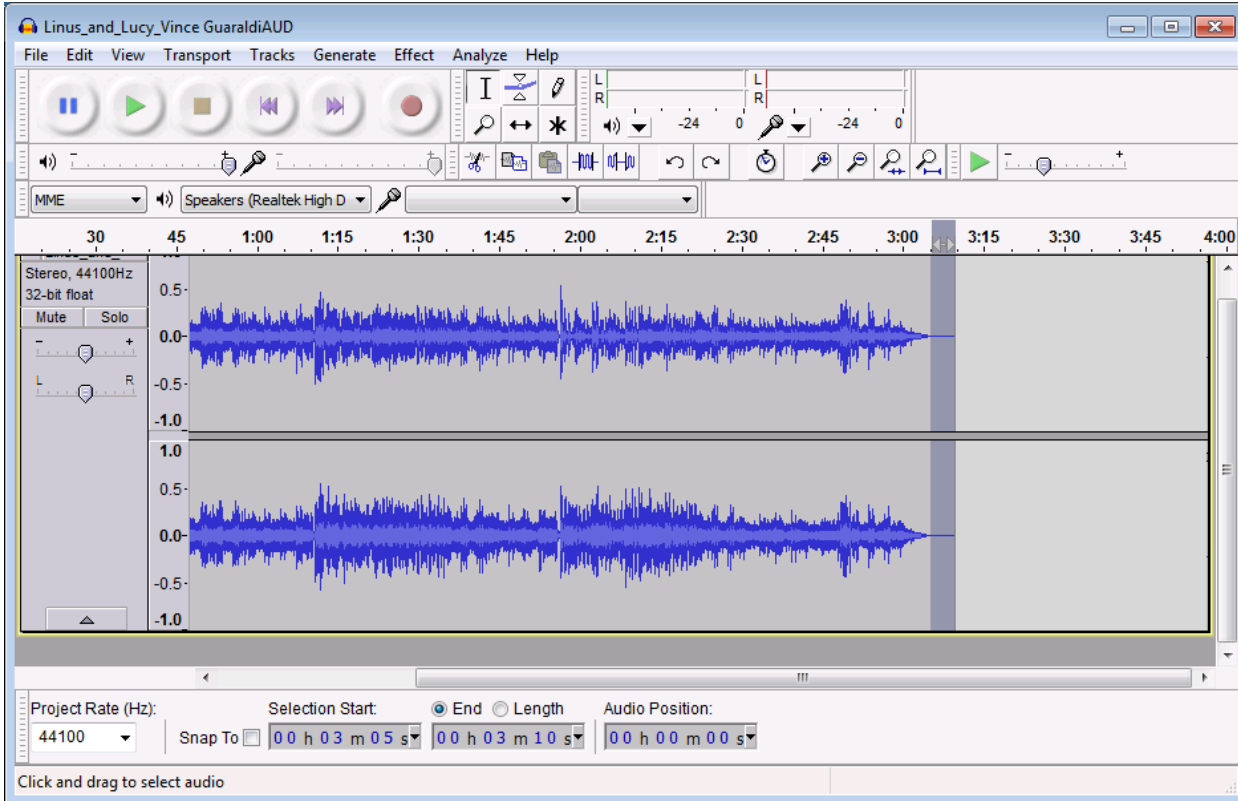 Linus_and_Lucy_Vince GuaraldiAUD
File Edit View Transport Tracks Generate Effect Analyze Help
L L
R R
-24 0 -24 0
MME Speakers (Realtek High D
30 45 1:00 1:15 1:30 1:45 2:00 2:15 2:30 2:45 3:00 3:15 3:30 3:45 4:00
Stereo, 44100Hz
32-bit float
Mute Solo
- +
L R
0.5-
0.0-
-0.5-
-1.0
1.0
0.5-
0.0-
-0.5-
-1.0
Project Rate (Hz): Selection Start: End Length Audio Position:
44100 Snap To 00 h 03 m 05 s 00 h 03 m 10 s 00 h 00 m 00 s
Click and drag to select audio